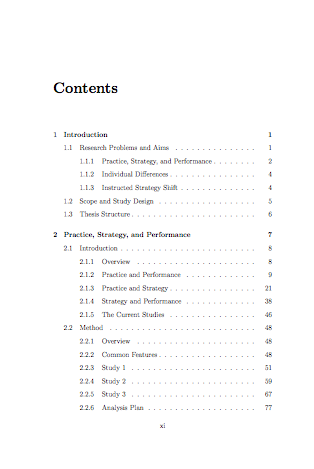 Contents
1 Introduction 1
1.1 Research Problems and Aims . . . . . . . . . . . . . . . 1
1.1.1 Practice, Strategy, and Performance . . . . . . . . 2
1.1.2 Individual Differences . . . . . . . . . . . . . . . 4
1.1.3 Instructed Strategy Shift . . . . . . . . . . . . . 4
1.2 Scope and Study Design . . . . . . . . . . . . . . . . . 5
1.3 Thesis Structure . . . . . . . . . . . . . . . . . . . . . 6
2 Practice, Strategy, and Performance 7
2.1 Introduction . . . . . . . . . . . . . . . . . . . . . . . 8
2.1.1 Overview . . . . . . . . . . . . . . . . . . . . 8
2.1.2 Practice and Performance . . . . . . . . . . . . 9
2.1.3 Practice and Strategy . . . . . . . . . . . . . . . 21
2.1.4 Strategy and Performance . . . . . . . . . . . . 38
2.1.5 The Current Studies . . . . . . . . . . . . . . . 46
2.2 Method . . . . . . . . . . . . . . . . . . . . . . . . . 48
2.2.1 Overview . . . . . . . . . . . . . . . . . . . . 48
2.2.2 Common Features . . . . . . . . . . . . . . . . . 48
2.2.3 Study 1 . . . . . . . . . . . . . . . . . . . . . 51
2.2.4 Study 2 . . . . . . . . . . . . . . . . . . . . . 59
2.2.5 Study 3 . . . . . . . . . . . . . . . . . . . . . 67
2.2.6 Analysis Plan . . . . . . . . . . . . . . . . . . 77
xi